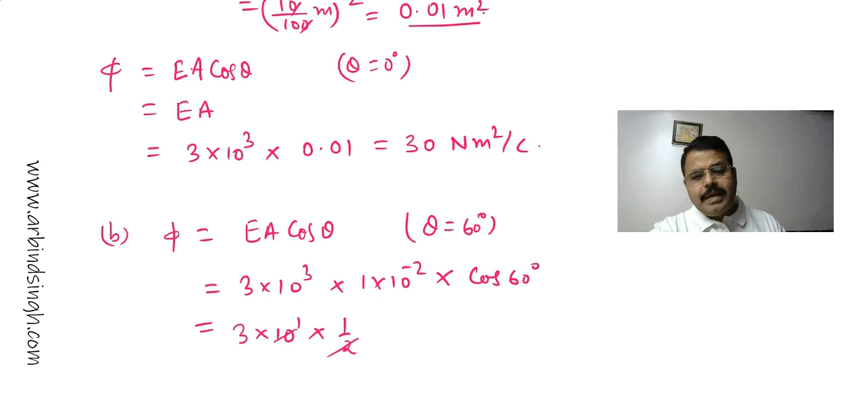 = (10/100 m)² = 0.01 m²
φ = EA Cosθ (θ = 0°)
= EA
= 3 × 10³ × 0.01 = 30 Nm²/C.
(b) φ = EA Cosθ (θ = 60°)
= 3 × 10³ × 1 × 10⁻² × Cos 60°
= 3 × 10¹ × 1/2
www.arbindsingh.com